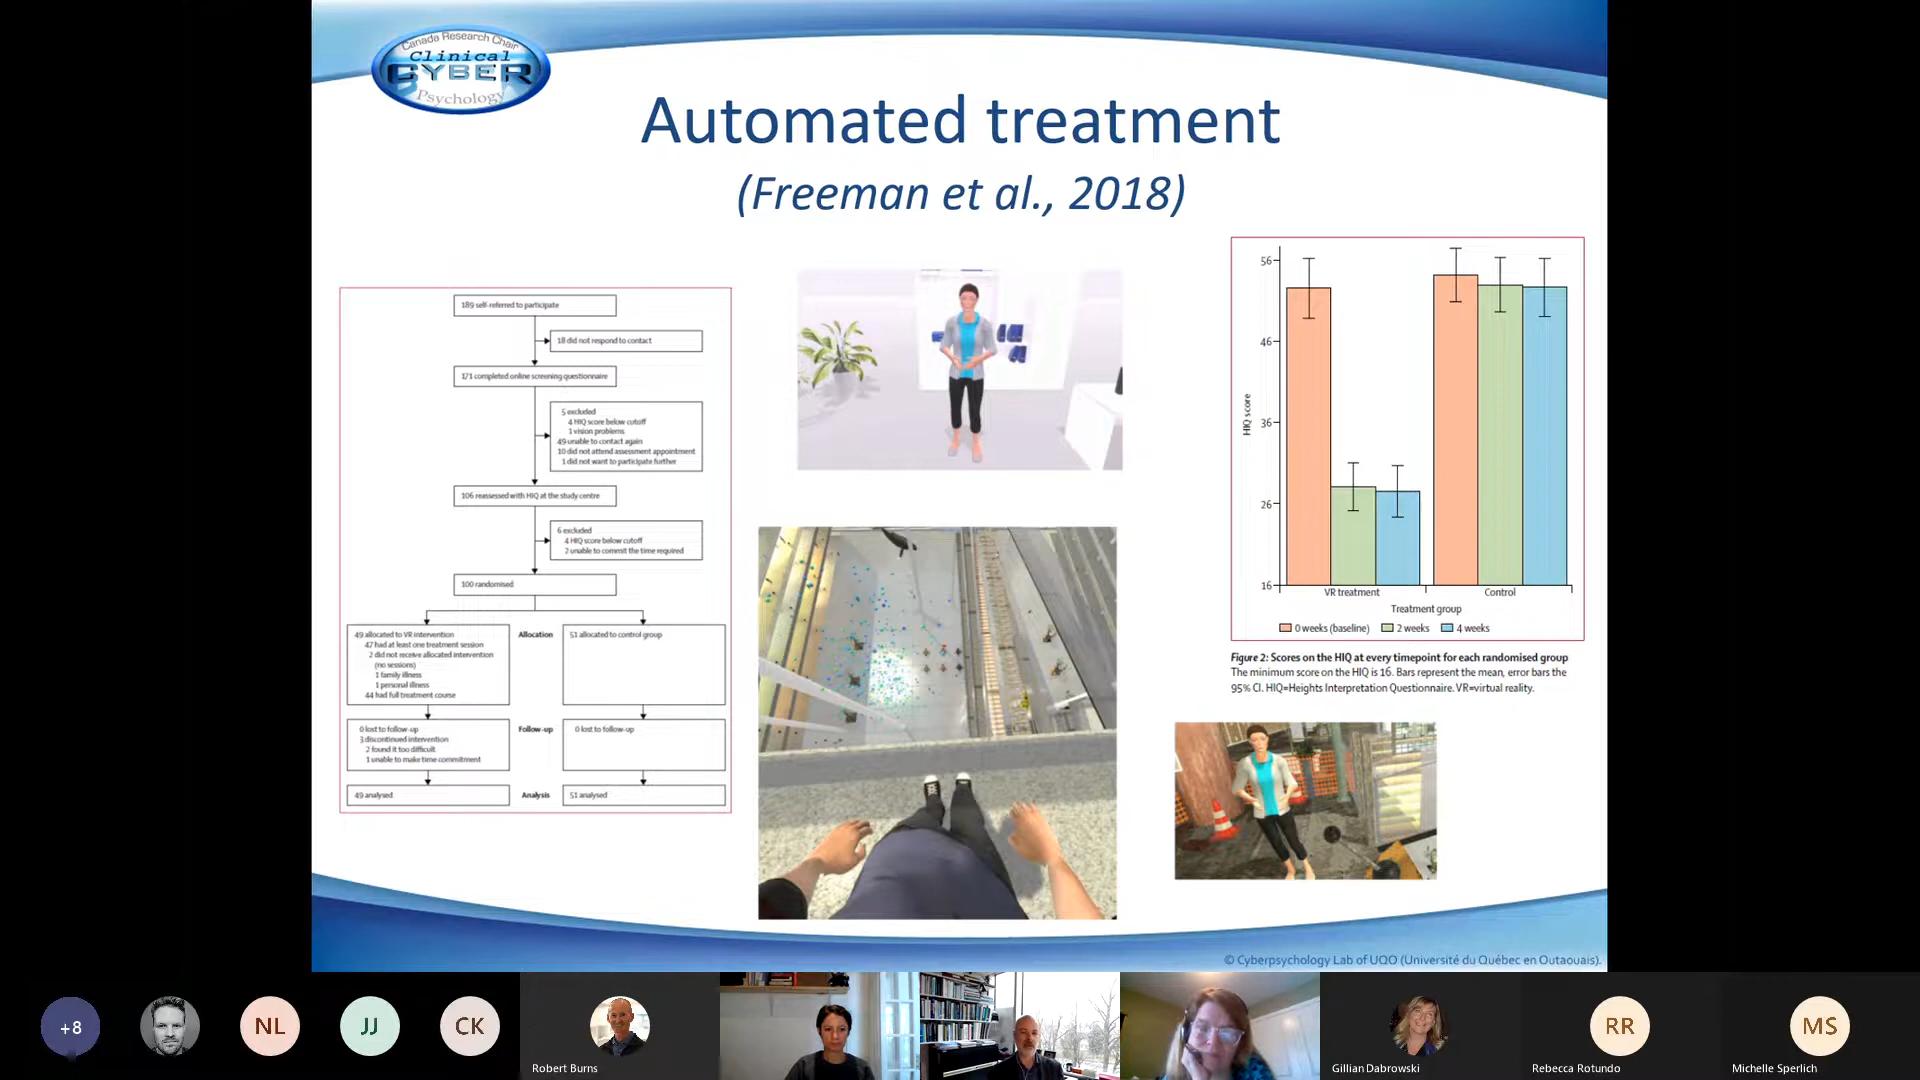 Canada Research Chair
Clinical
CYBER
Psychology
Automated treatment
(Freeman et al., 2018)
189 self-referred to participate
18 did not respond to contact
171 completed online screening questionnaire
5 excluded
4 HIQ score below cutoff
1 vision problems
49 unable to contact again
10 did not attend assessment appointment
1 did not want to participate further
106 reassessed with HIQ at the study centre
6 excluded
4 HIQ score below cutoff
2 unable to commit the time required
100 randomised
49 allocated to VR intervention
47 had at least one treatment session
2 did not receive allocated intervention
(no sessions)
1 family illness
1 personal illness
44 had full treatment course
Allocation
51 allocated to control group
0 lost to follow-up
3 discontinued intervention
2 found it too difficult
1 unable to make time commitment
Follow-up
0 lost to follow-up
49 analysed
Analysis
51 analysed
56
46
36
26
16
HIQ score
VR treatment
Control
Treatment group
0 weeks (baseline)
2 weeks
4 weeks
Figure 2: Scores on the HIQ at every timepoint for each randomised group
The minimum score on the HIQ is 16. Bars represent the mean, error bars the
95% CI. HIQ=Heights Interpretation Questionnaire. VR=virtual reality.
© Cyberpsychology Lab of UQO (Université du Québec en Outaouais).
+8
NL
JJ
CK
Robert Burns
Gillian Dabrowski
RR
Rebecca Rotundo
MS
Michelle Sperlich